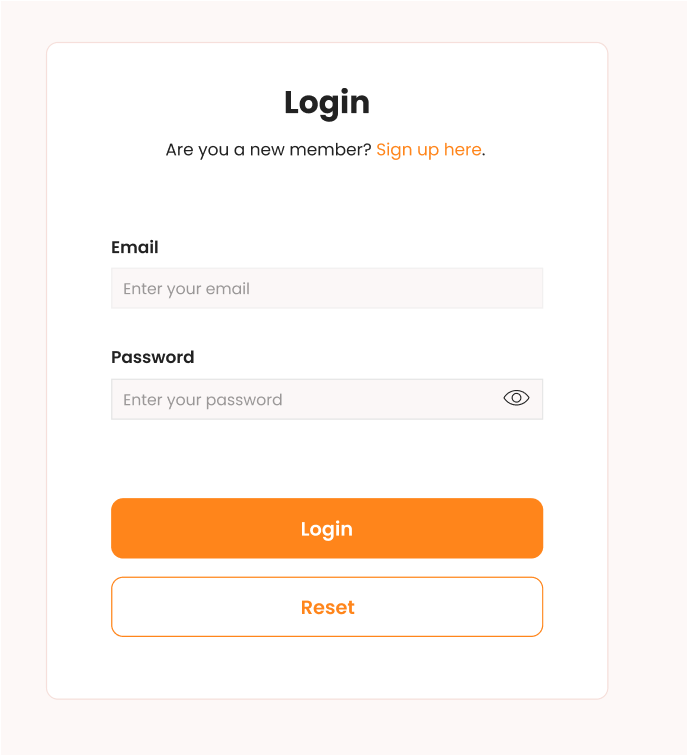 Login
Are you a new member? Sign up here.
Email
Enter your email
Password
Enter your password
Login
Reset